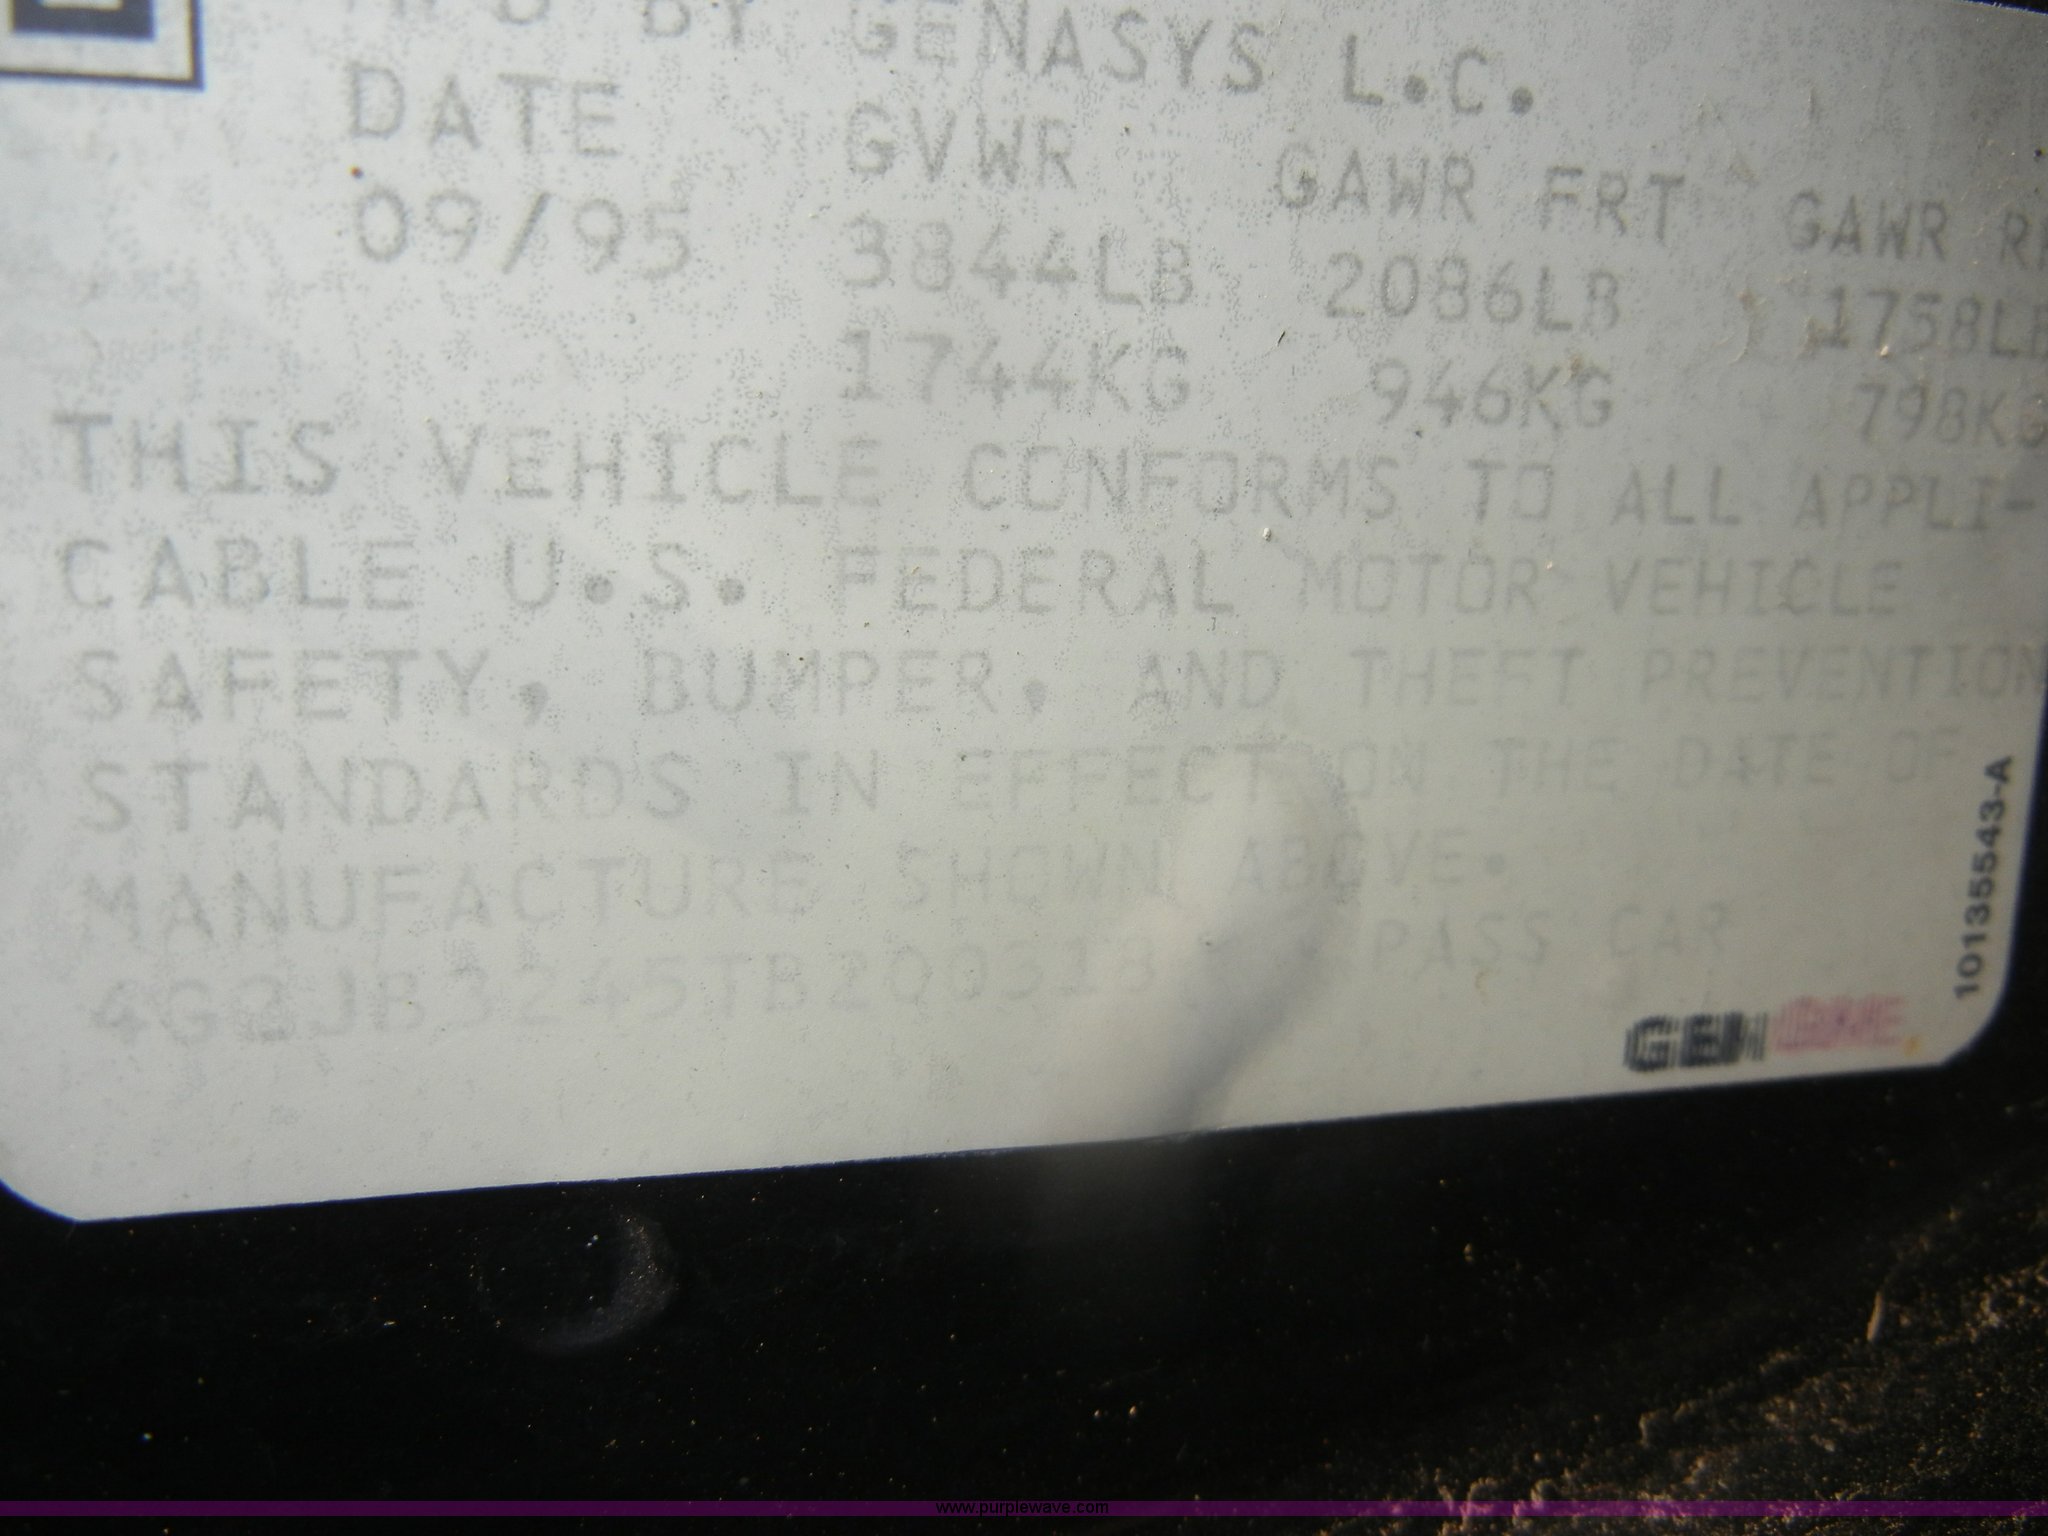 BY GENASYS L.C.
DATE GVWR GAWR FRT GAWR
09/95 3844LB 2086LB 1758LB
1744KG 946KG 798KG
THIS VEHICLE CONFORMS TO ALL APPLI-
CABLE U.S. FEDERAL MOTOR VEHICLE
SAFETY, BUMPER, AND THEFT PREVENTION
STANDARDS IN EFFECT ON THE DATE OF
MANUFACTURE SHOWN ABOVE.
PASS CAR
10135543-A
www.purplewave.com